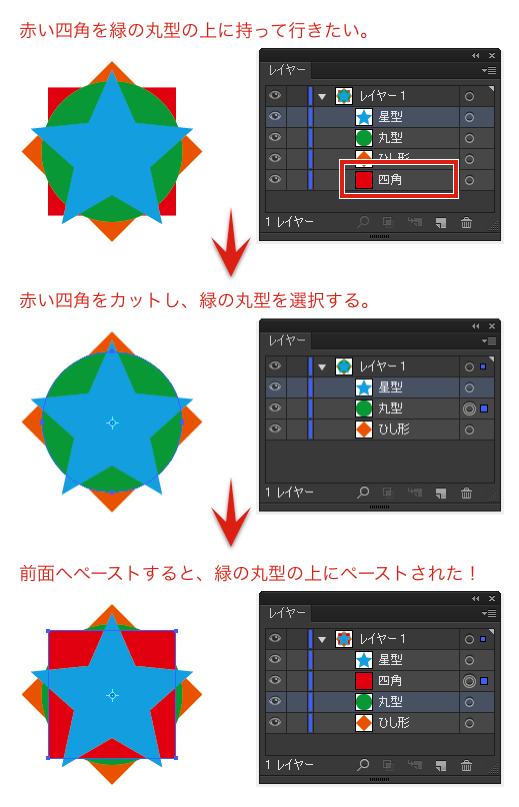 赤い四角を緑の丸型の上に持って行きたい。
レイヤー
レイヤー 1
星型
丸型
ひし形
四角
1 レイヤー
赤い四角をカットし、緑の丸型を選択する。
レイヤー
レイヤー 1
星型
丸型
ひし形
1 レイヤー
前面へペーストすると、緑の丸型の上にペーストされた！
レイヤー
レイヤー 1
星型
四角
丸型
ひし形
1 レイヤー